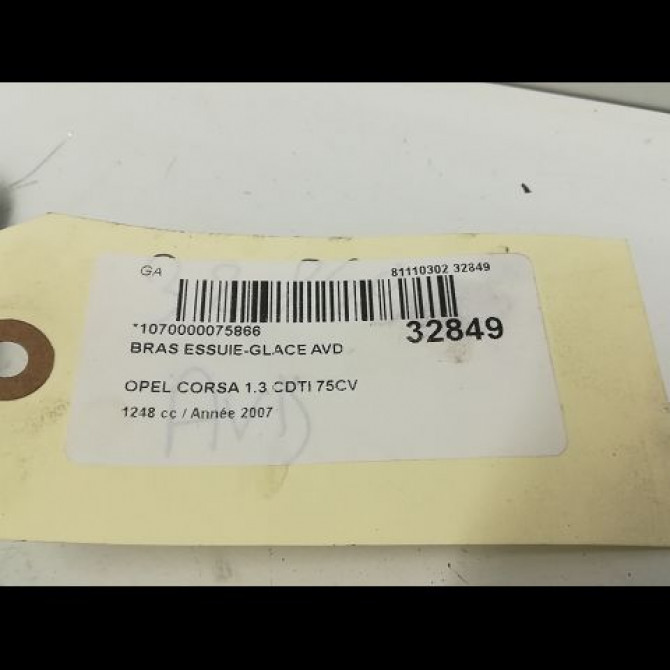 GA
81110302 32849
*1070000075866
32849
BRAS ESSUIE-GLACE AVD
OPEL CORSA 1.3 CDTI 75CV
1248 cc / Année 2007
AVD